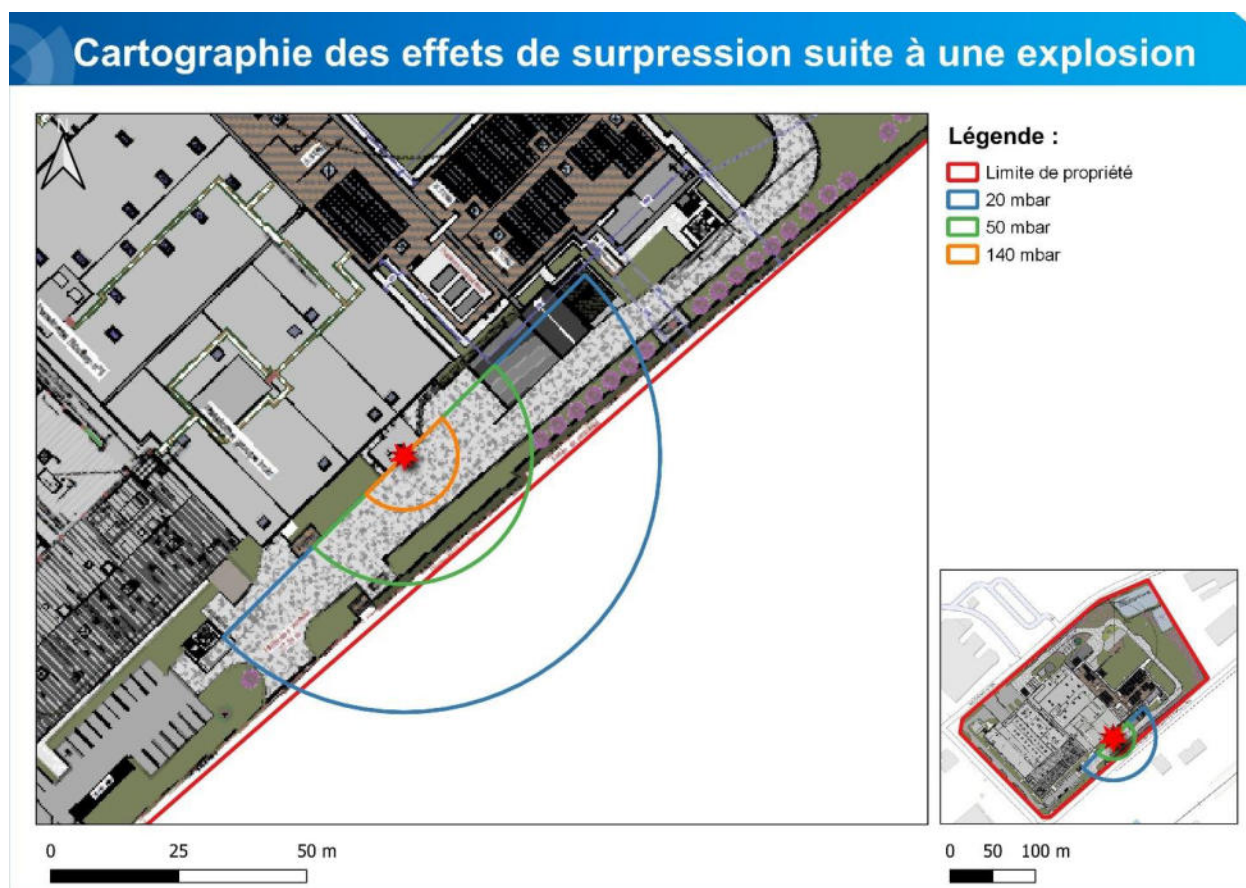 Cartographie des effets de surpression suite à une explosion
N
Légende :
Limite de propriété
20 mbar
50 mbar
140 mbar
0 25 50 m
0 50 100 m